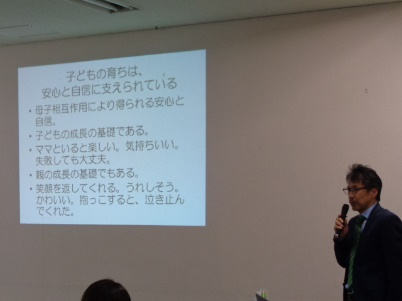 子どもの育ちは、
安心と自信に支えられている
• 母子相互作用により得られる安心と
自信。
• 子どもの成長の基礎である。
• ママといると楽しい。気持ちいい。
失敗しても大丈夫。
• 親の成長の基礎でもある。
• 笑顔を返してくれる。うれしそう。
かわいい。抱っこすると、泣き止ん
でくれた。